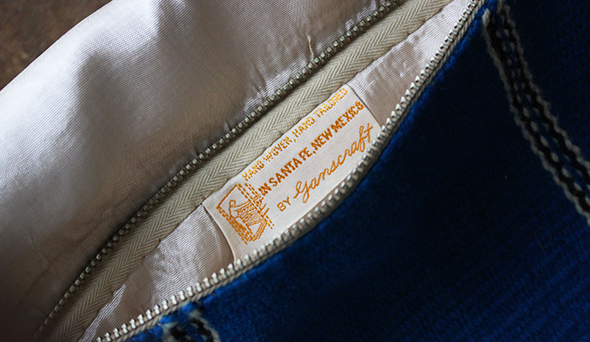 HAND WOVEN, HAND TAILORED
IN SANTA FE, NEW MEXICO
BY Ganscraft